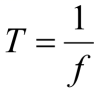 T = 1/f